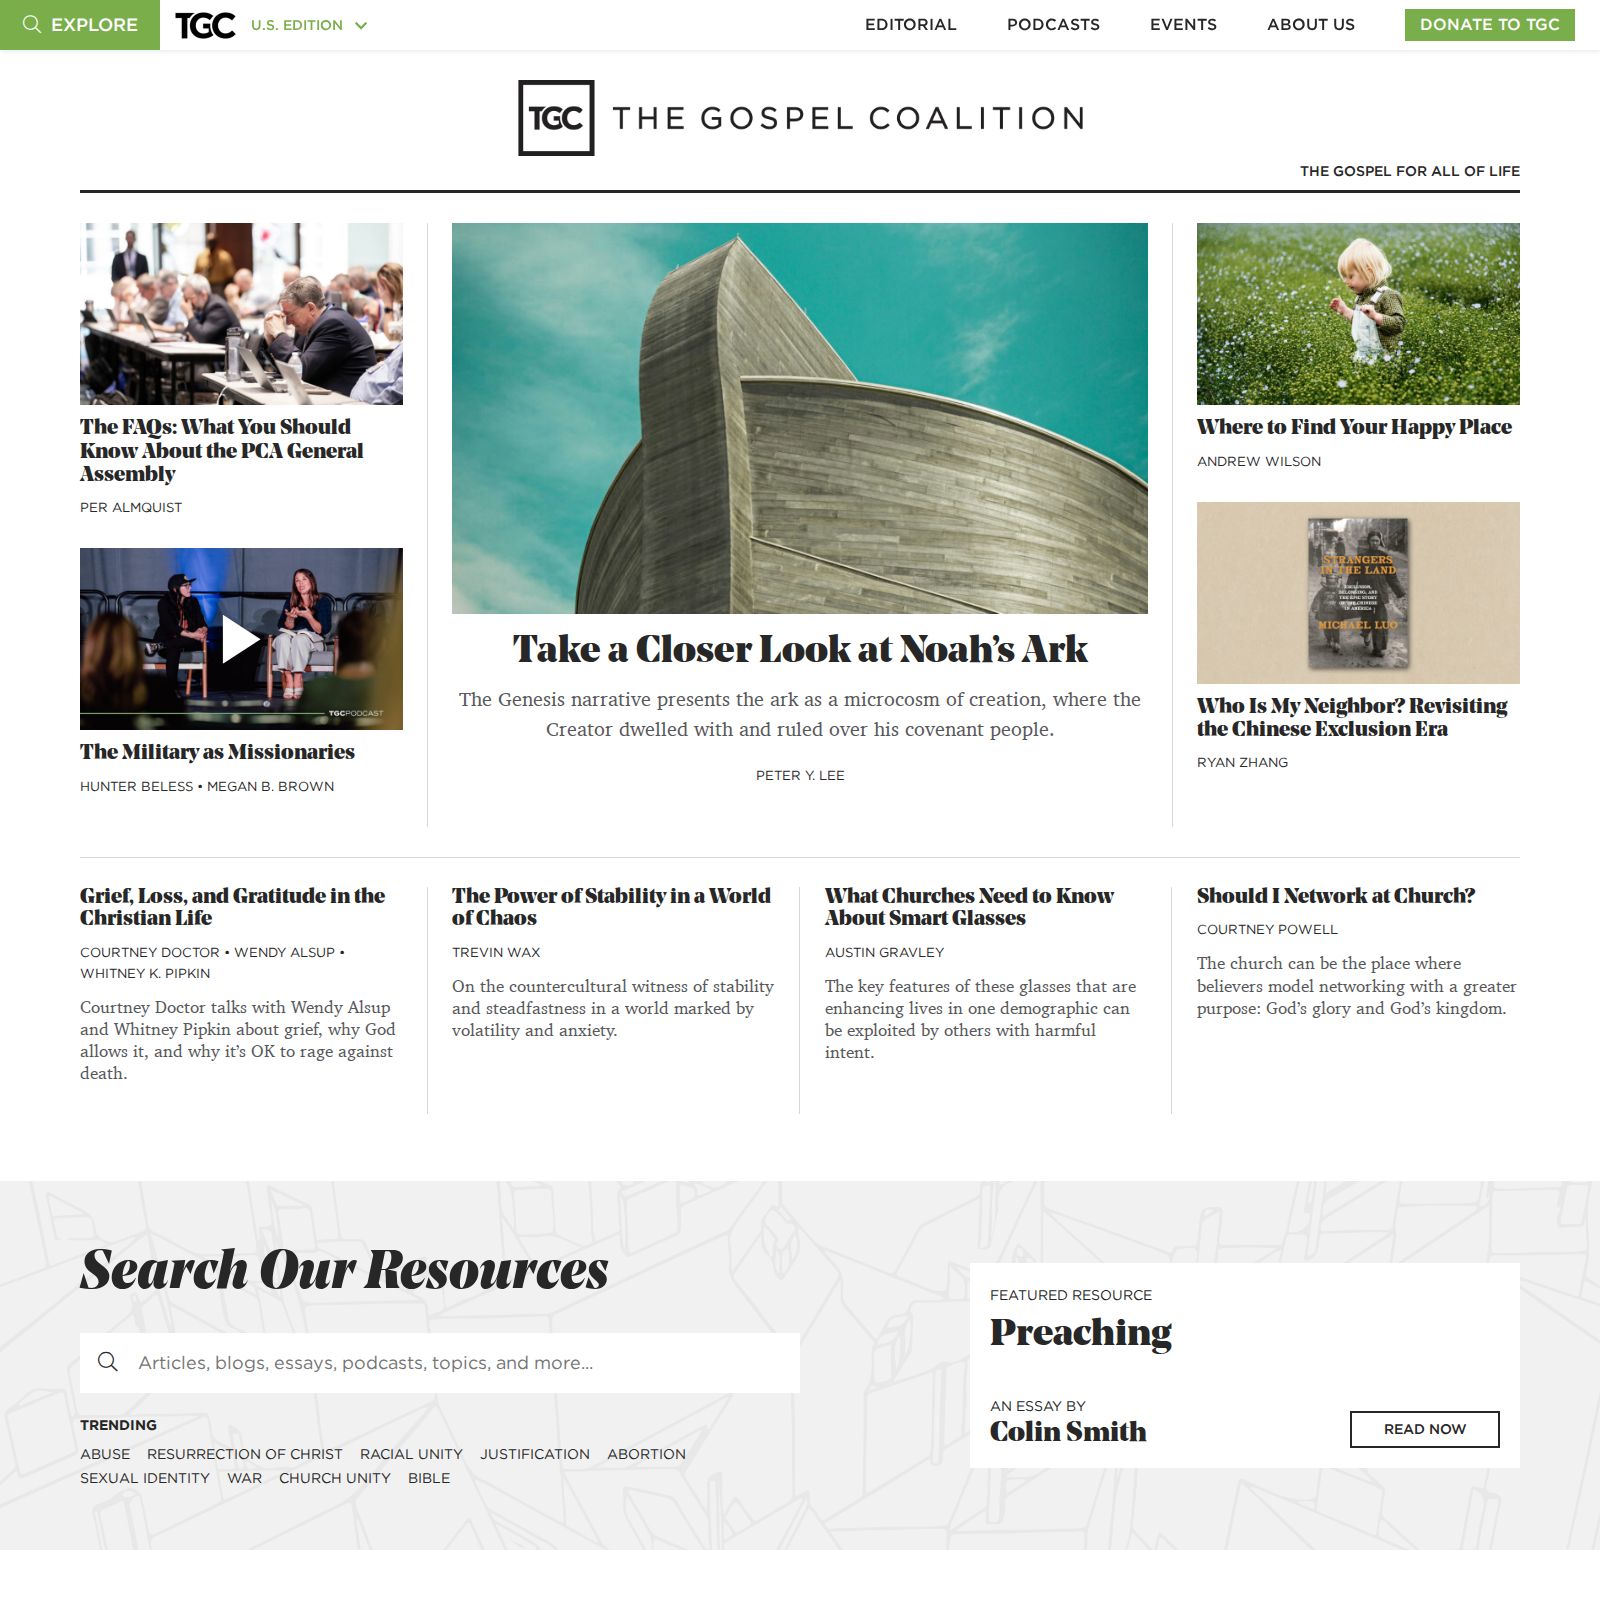 EXPLORE
TGC
U.S. EDITION
EDITORIAL
PODCASTS
EVENTS
ABOUT US
DONATE TO TGC
TGC THE GOSPEL COALITION
THE GOSPEL FOR ALL OF LIFE
The FAQs: What You Should
Know About the PCA General
Assembly
PER ALMQUIST
TGCPODCAST
The Military as Missionaries
HUNTER BELESS • MEGAN B. BROWN
Take a Closer Look at Noah’s Ark
The Genesis narrative presents the ark as a microcosm of creation, where the
Creator dwelled with and ruled over his covenant people.
PETER Y. LEE
Where to Find Your Happy Place
ANDREW WILSON
STRANGERS
IN THE LAND
EXCLUSION,
BELONGING, AND
THE EPIC STORY
OF THE CHINESE
IN AMERICA
MICHAEL LUO
Who Is My Neighbor? Revisiting
the Chinese Exclusion Era
RYAN ZHANG
Grief, Loss, and Gratitude in the
Christian Life
COURTNEY DOCTOR • WENDY ALSUP •
WHITNEY K. PIPKIN
Courtney Doctor talks with Wendy Alsup
and Whitney Pipkin about grief, why God
allows it, and why it’s OK to rage against
death.
The Power of Stability in a World
of Chaos
TREVIN WAX
On the countercultural witness of stability
and steadfastness in a world marked by
volatility and anxiety.
What Churches Need to Know
About Smart Glasses
AUSTIN GRAVLEY
The key features of these glasses that are
enhancing lives in one demographic can
be exploited by others with harmful
intent.
Should I Network at Church?
COURTNEY POWELL
The church can be the place where
believers model networking with a greater
purpose: God’s glory and God’s kingdom.
Search Our Resources
Articles, blogs, essays, podcasts, topics, and more...
TRENDING
ABUSE RESURRECTION OF CHRIST RACIAL UNITY JUSTIFICATION ABORTION
SEXUAL IDENTITY WAR CHURCH UNITY BIBLE
FEATURED RESOURCE
Preaching
AN ESSAY BY
Colin Smith
READ NOW